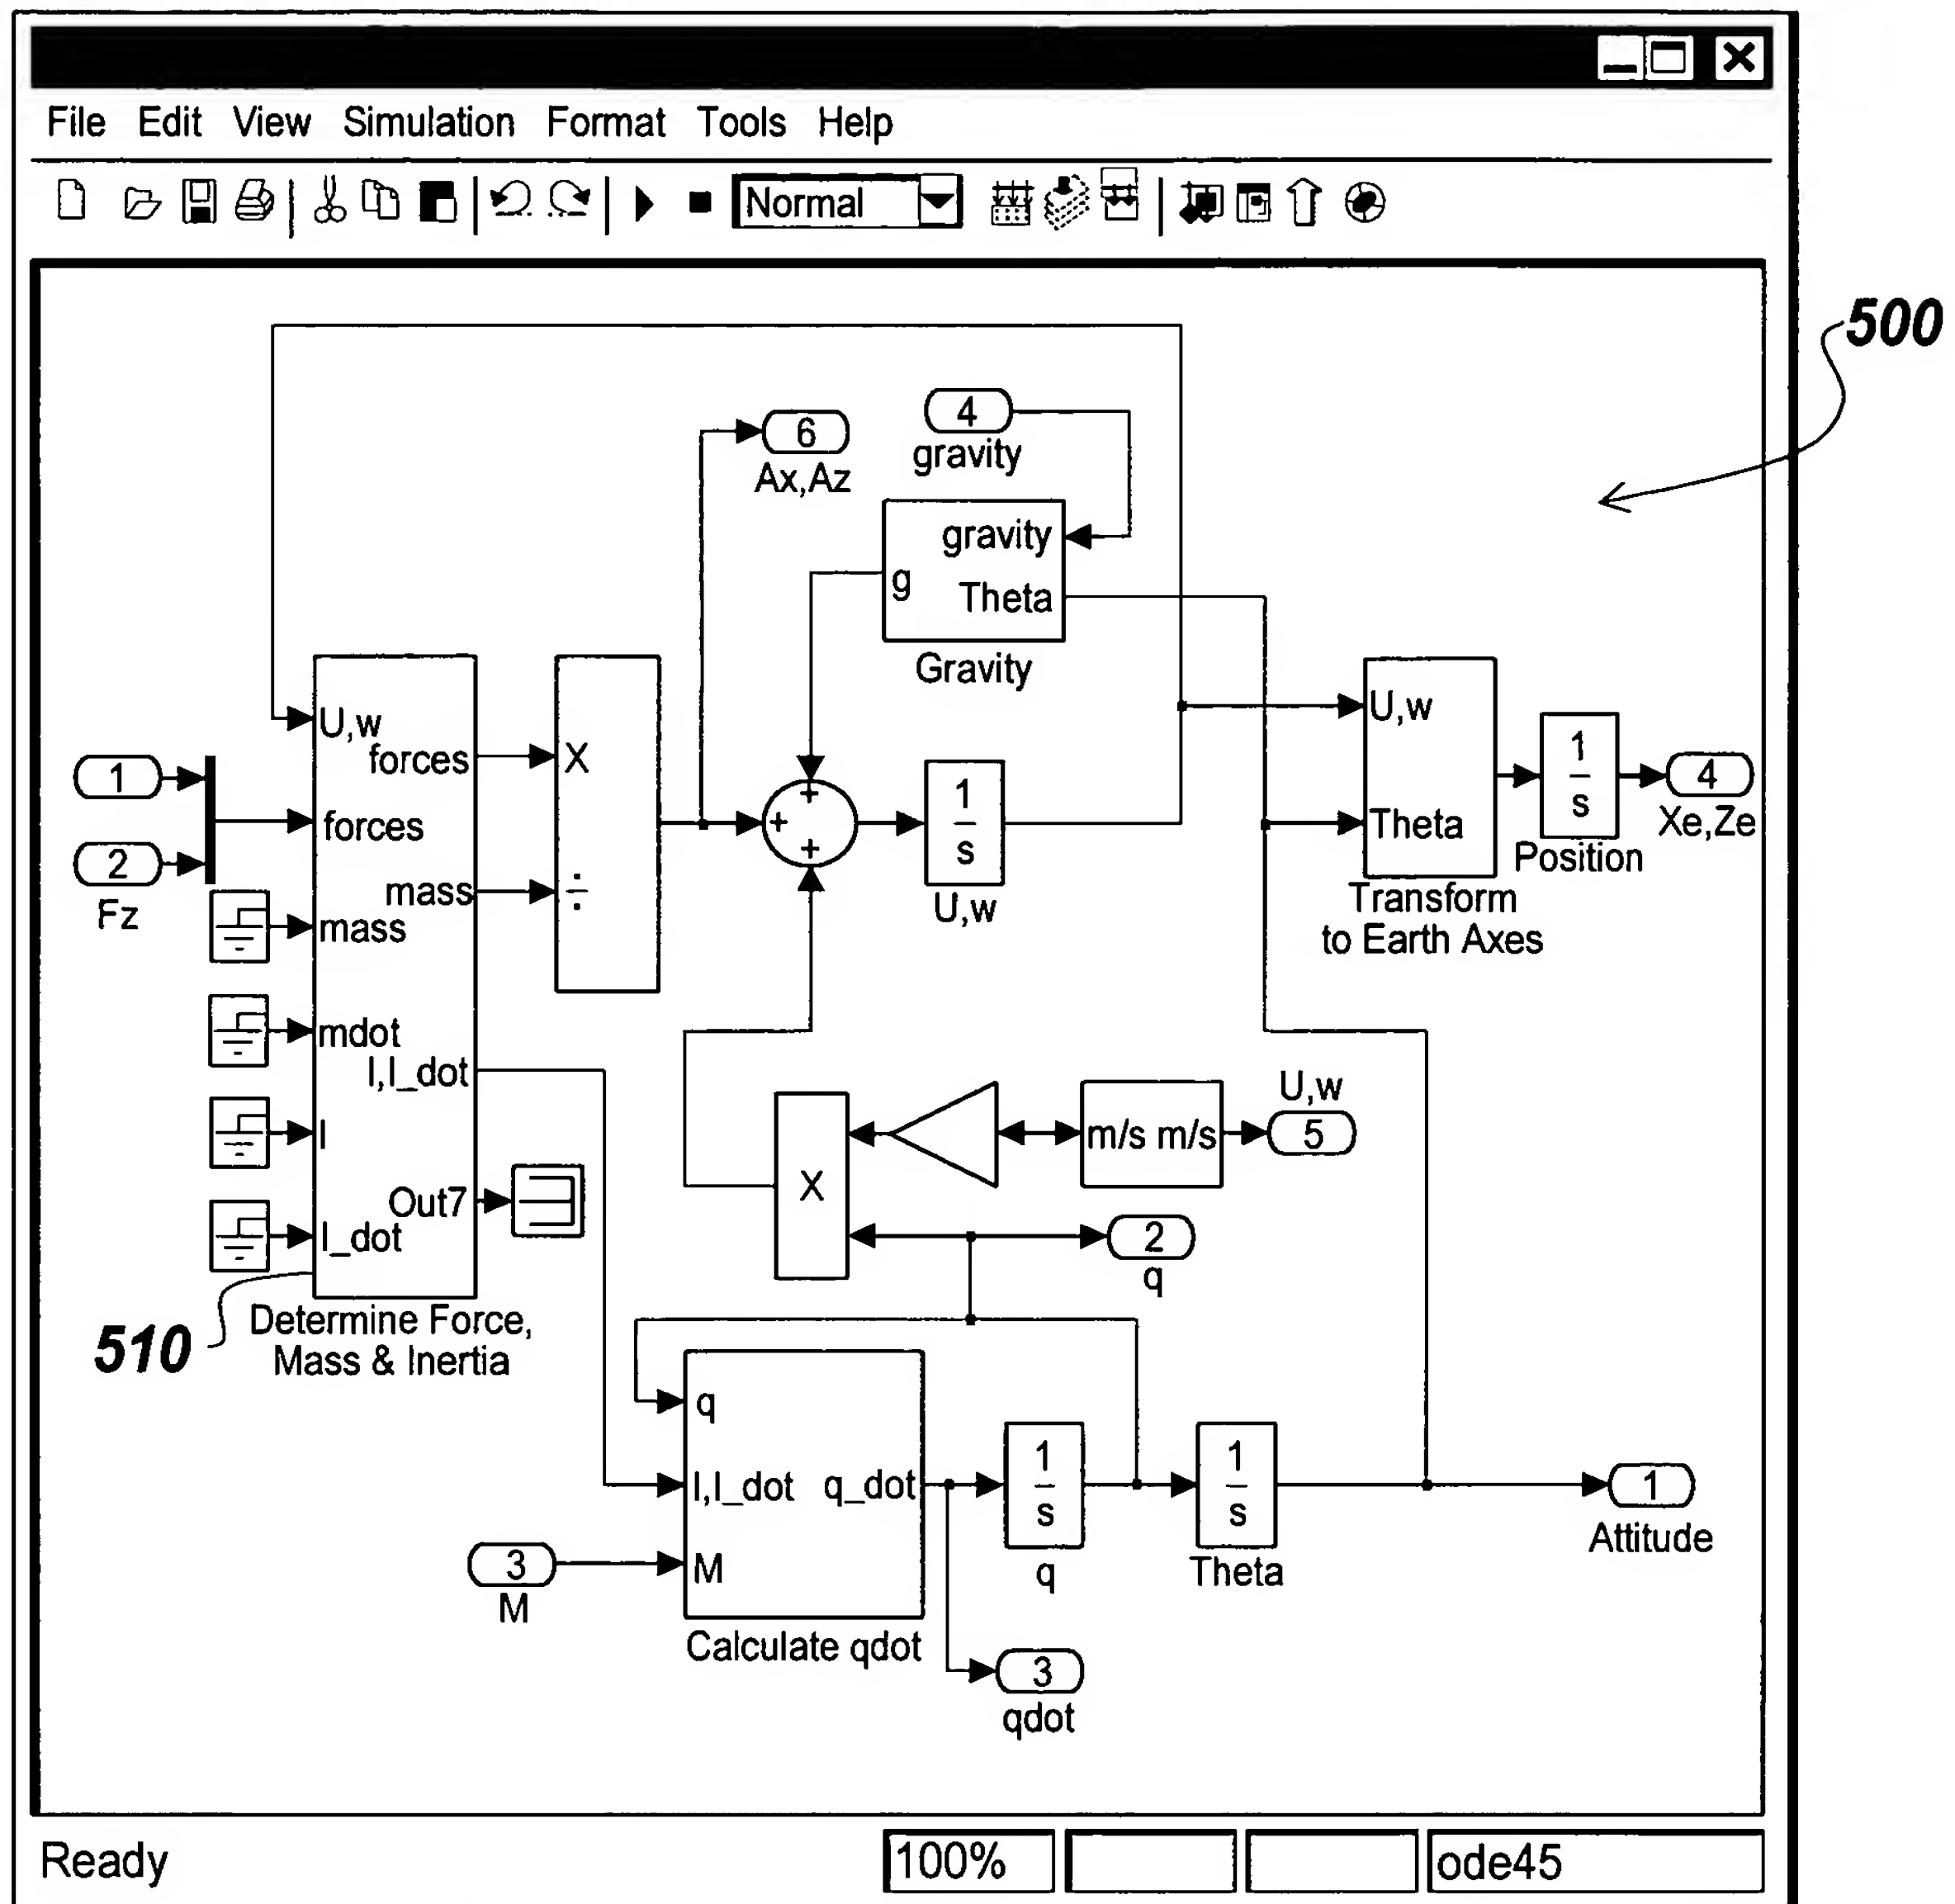 File Edit View Simulation Format Tools Help
Normal
500
6
Ax,Az
4
gravity
gravity
g
Theta
Gravity
U,w
forces
forces
mass
mass
mdot
I,I_dot
I
Out7
I_dot
510
Determine Force,
Mass & Inertia
1
2
Fz
X
÷
+
+
+
1
s
U,w
U,w
Theta
Transform
to Earth Axes
1
s
Position
4
Xe,Ze
X
m/s m/s
U,w
5
2
q
q
I,I_dot
q_dot
M
Calculate qdot
3
M
1
s
q
1
s
Theta
1
Attitude
3
qdot
Ready
100%
ode45